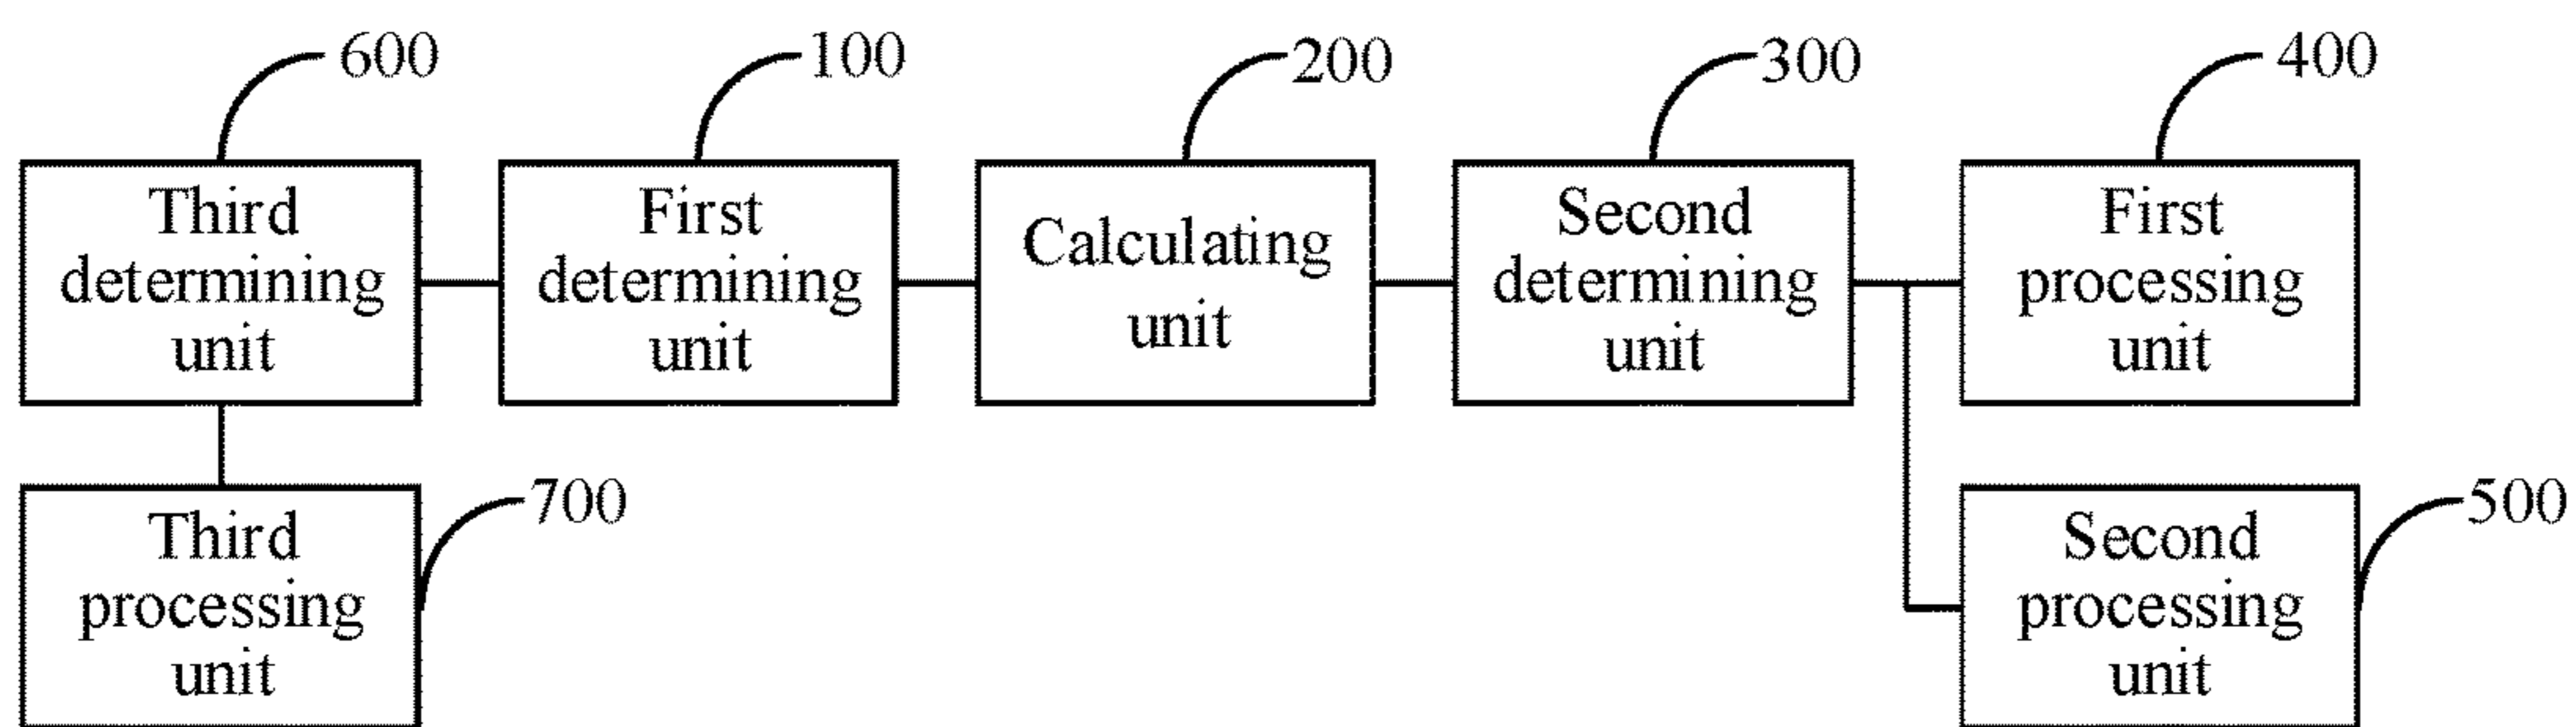 600
100
200
300
400
Third
determining
unit
First
determining
unit
Calculating
unit
Second
determining
unit
First
processing
unit
Third
processing
unit
700
Second
processing
unit
500